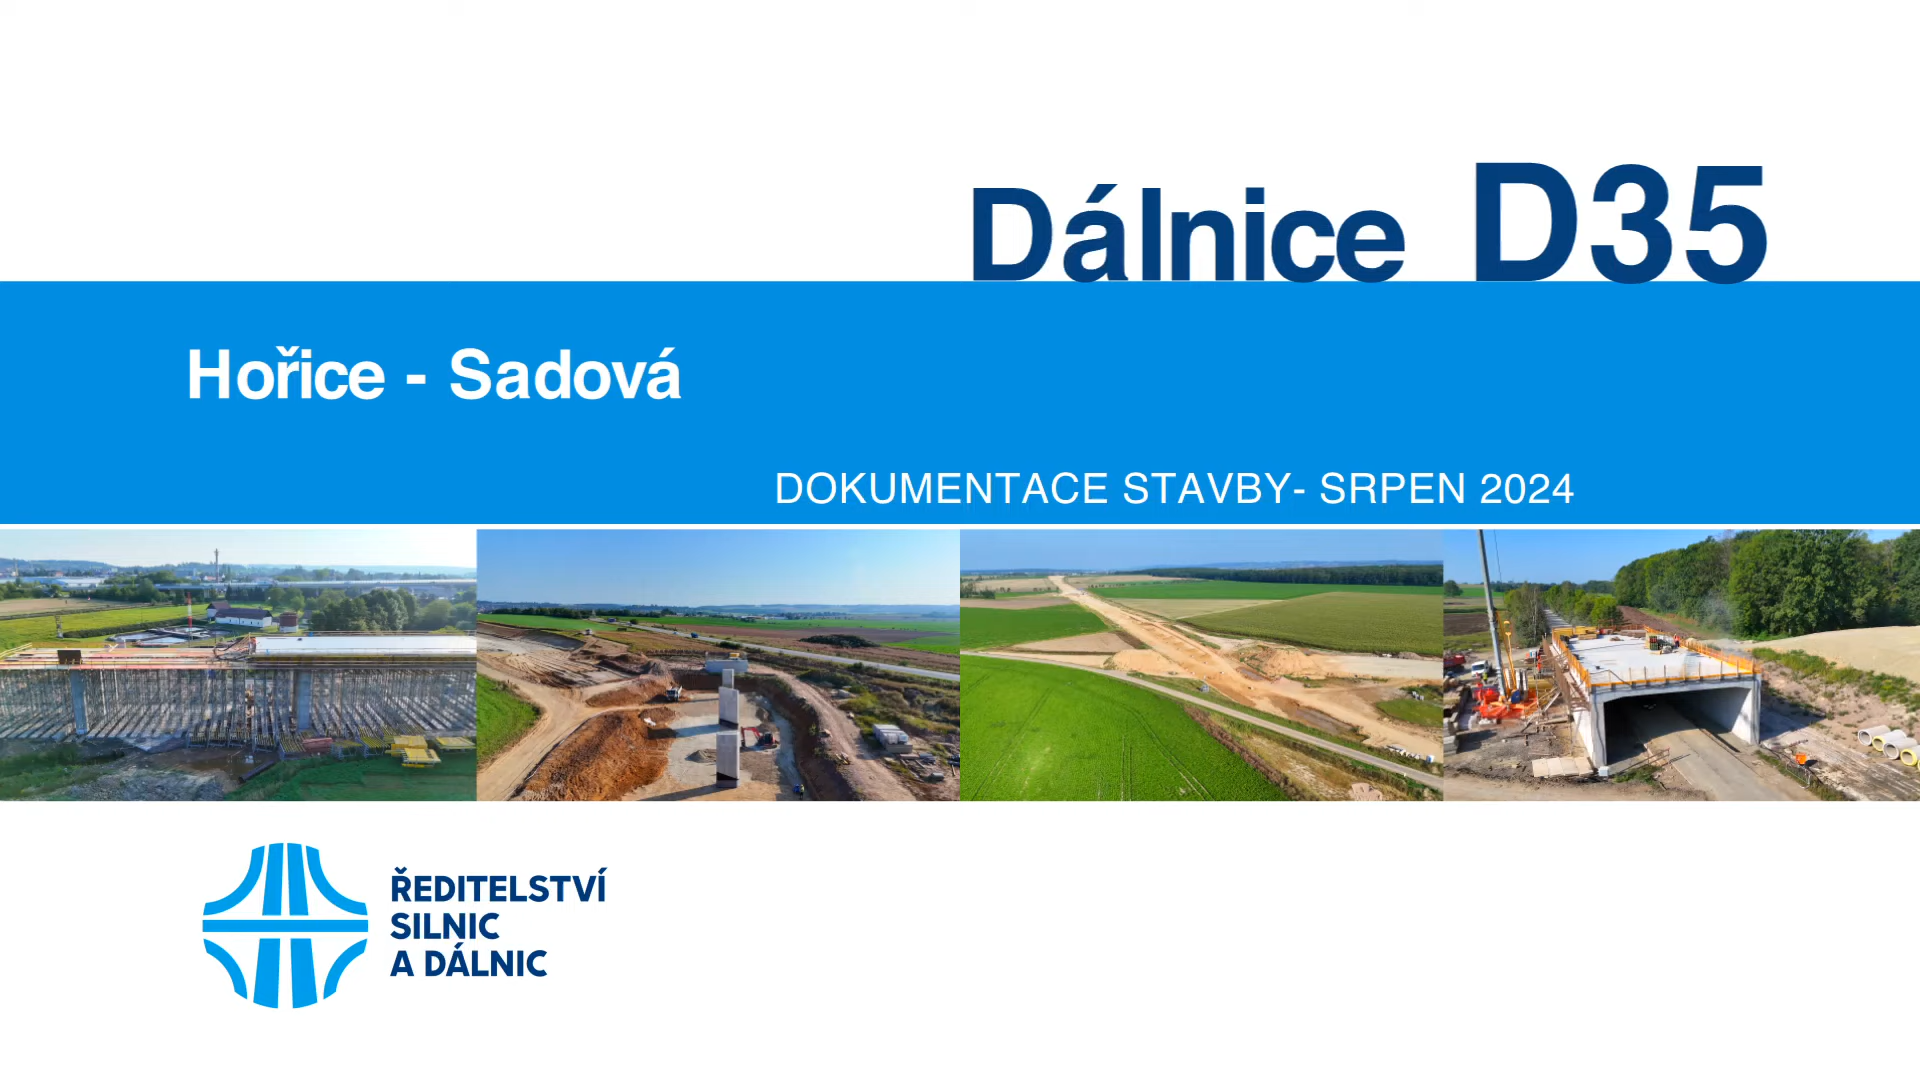 Dálnice D35
Hořice - Sadová
DOKUMENTACE STAVBY- SRPEN 2024
ŘEDITELSTVÍ
SILNIC
A DÁLNIC